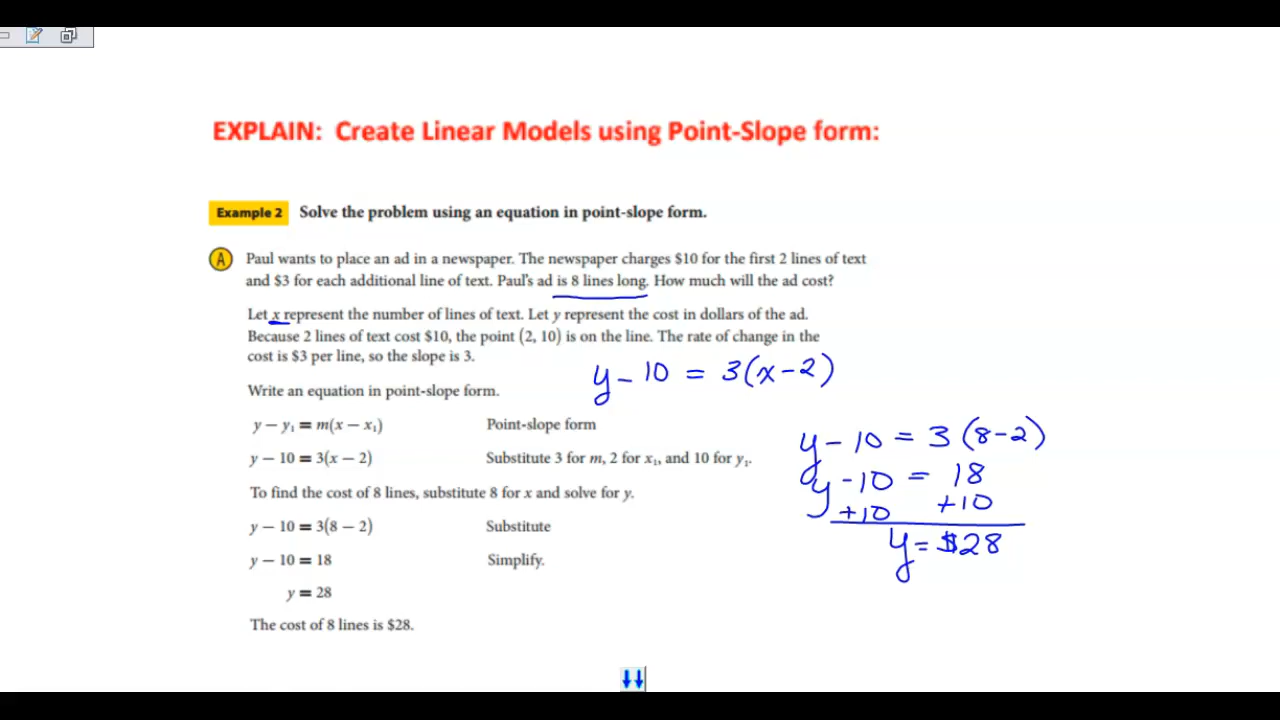 EXPLAIN: Create Linear Models using Point-Slope form:
Example 2 Solve the problem using an equation in point-slope form.
A Paul wants to place an ad in a newspaper. The newspaper charges $10 for the first 2 lines of text
and $3 for each additional line of text. Paul's ad is 8 lines long. How much will the ad cost?
Let x represent the number of lines of text. Let y represent the cost in dollars of the ad.
Because 2 lines of text cost $10, the point (2, 10) is on the line. The rate of change in the
cost is $3 per line, so the slope is 3.
y - 10 = 3(x - 2)
Write an equation in point-slope form.
y − y₁ = m(x − x₁) Point-slope form
y − 10 = 3(x − 2) Substitute 3 for m, 2 for x₁, and 10 for y₁.
To find the cost of 8 lines, substitute 8 for x and solve for y.
y − 10 = 3(8 − 2) Substitute
y − 10 = 18 Simplify.
y = 28
The cost of 8 lines is $28.
y - 10 = 3 (8-2)
y - 10 = 18
+10 +10
y = $28